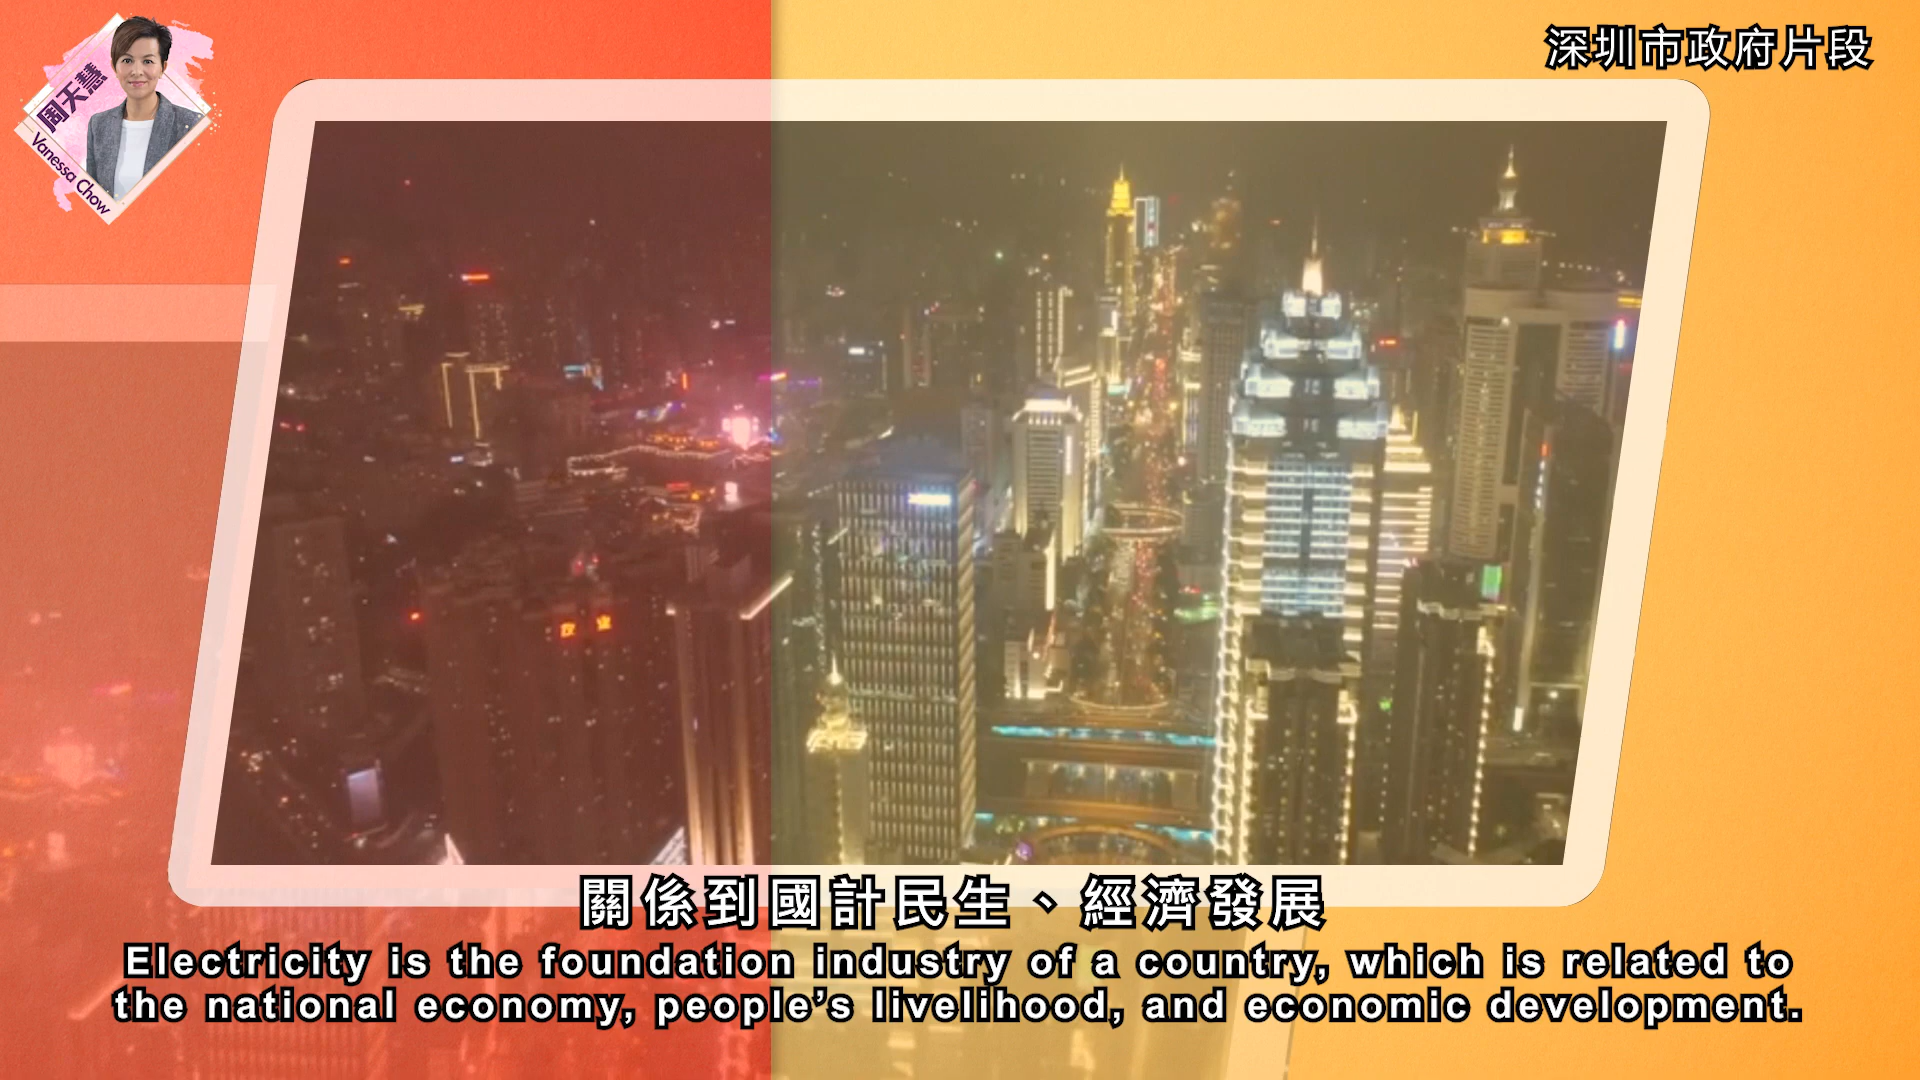 周天慧
Vanessa Chow
深圳市政府片段
關係到國計民生、經濟發展
Electricity is the foundation industry of a country, which is related to
the national economy, people’s livelihood, and economic development.